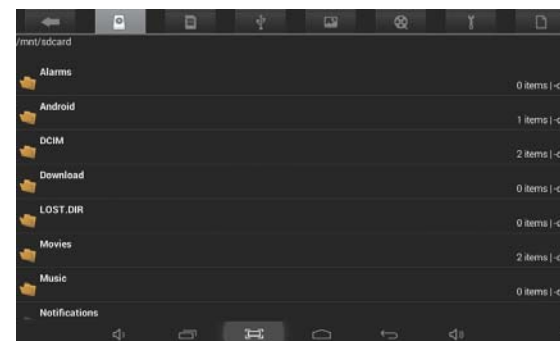 /mnt/sdcard
Alarms
0 items | -d
Android
1 items | -d
DCIM
2 items | -d
Download
0 items | -d
LOST.DIR
0 items | -d
Movies
2 items | -d
Music
0 items | -d
Notifications